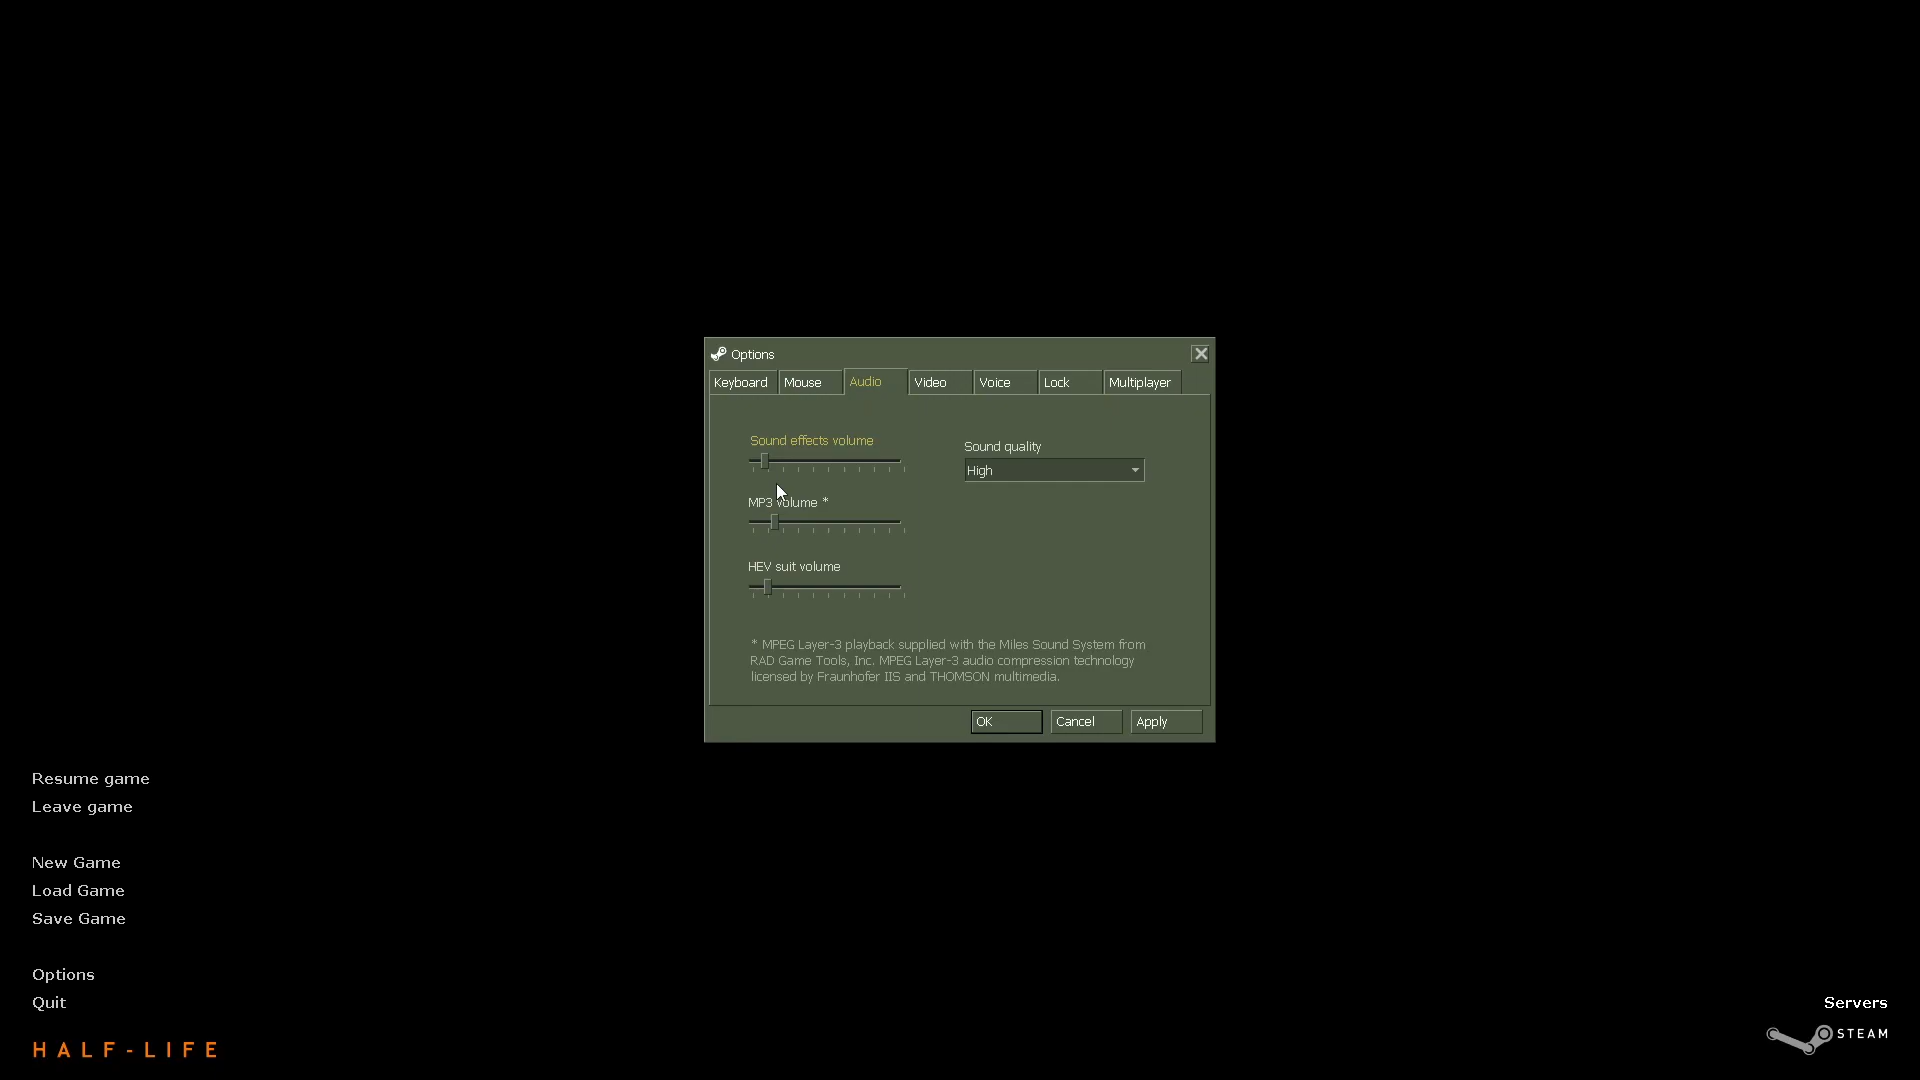 Options
Keyboard
Mouse
Audio
Video
Voice
Lock
Multiplayer
Sound effects volume
Sound quality
High
MP3 volume *
HEV suit volume
* MPEG Layer-3 playback supplied with the Miles Sound System from
RAD Game Tools, Inc. MPEG Layer-3 audio compression technology
licensed by Fraunhofer IIS and THOMSON multimedia.
OK
Cancel
Apply
Resume game
Leave game
New Game
Load Game
Save Game
Options
Quit
HALF-LIFE
Servers
STEAM